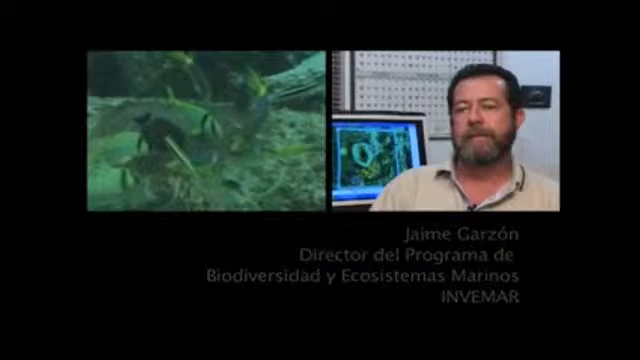 Jaime Garzón
Director del Programa de
Biodiversidad y Ecosistemas Marinos
INVEMAR